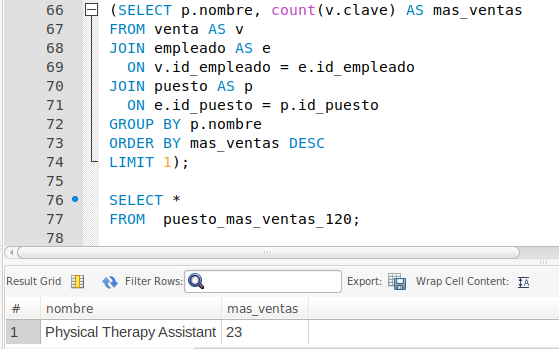 66 (SELECT p.nombre, count(v.clave) AS mas_ventas
67 FROM venta AS v
68 JOIN empleado AS e
69 ON v.id_empleado = e.id_empleado
70 JOIN puesto AS p
71 ON e.id_puesto = p.id_puesto
72 GROUP BY p.nombre
73 ORDER BY mas_ventas DESC
74 LIMIT 1);
75
76 SELECT *
77 FROM puesto_mas_ventas_120;
78
Result Grid Filter Rows: Export: Wrap Cell Content: IA
# nombre mas_ventas
1 Physical Therapy Assistant 23